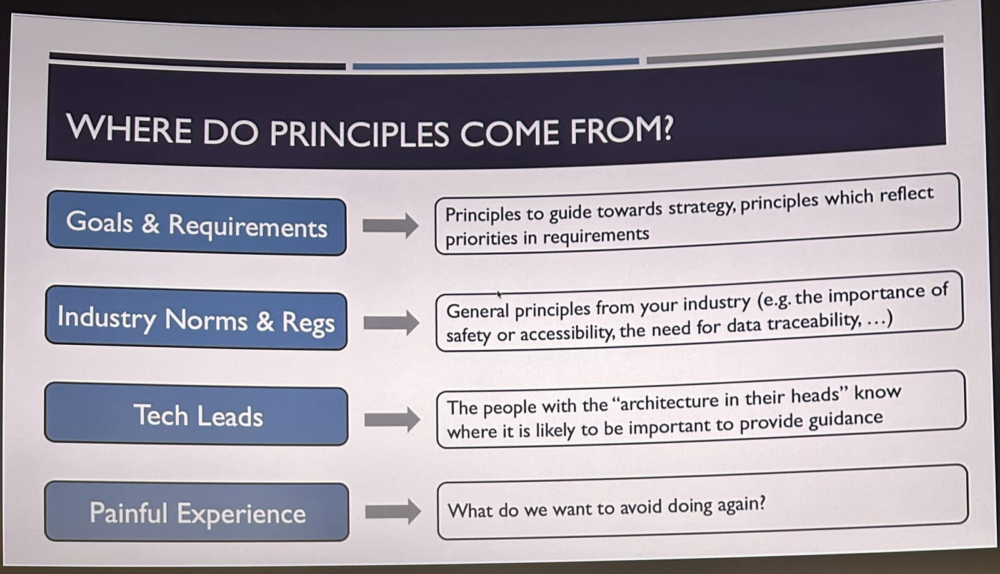 WHERE DO PRINCIPLES COME FROM?
Goals & Requirements
Principles to guide towards strategy, principles which reflect
priorities in requirements
Industry Norms & Regs
General principles from your industry (e.g. the importance of
safety or accessibility, the need for data traceability, …)
Tech Leads
The people with the “architecture in their heads” know
where it is likely to be important to provide guidance
Painful Experience
What do we want to avoid doing again?